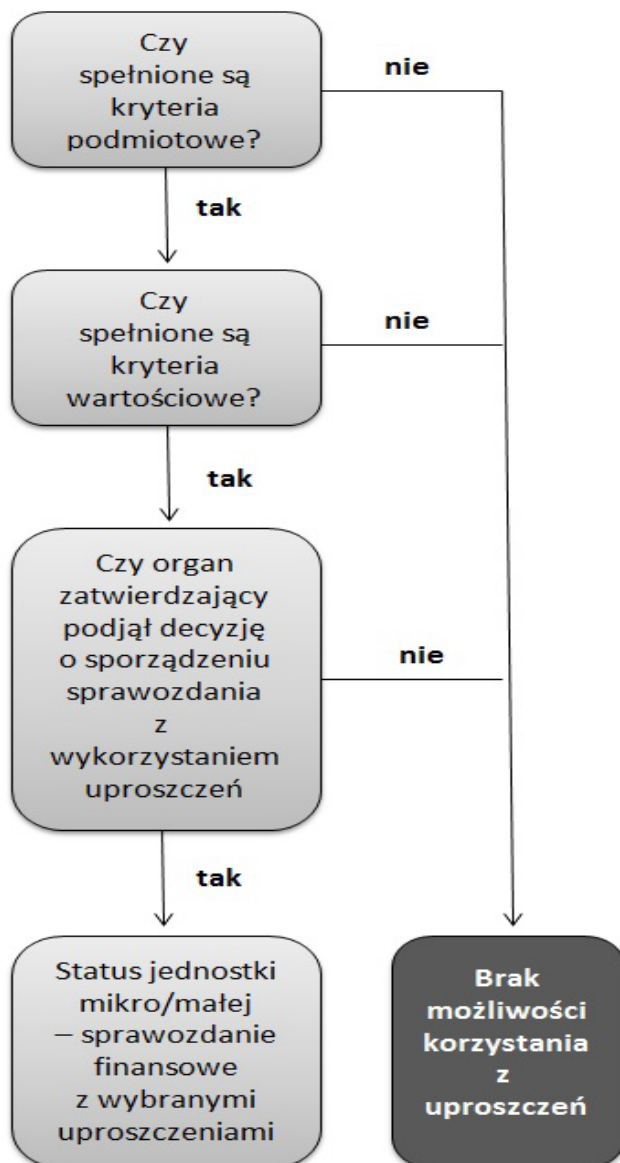 Czy
spełnione są
kryteria
podmiotowe?
nie
tak
Czy
spełnione są
kryteria
wartościowe?
nie
tak
Czy organ
zatwierdzający
podjął decyzję
o sporządzeniu
sprawozdania
z
wykorzystaniem
uproszczeń
nie
tak
Status jednostki
mikro/małej
– sprawozdanie
finansowe
z wybranymi
uproszczeniami
Brak
możliwości
korzystania
z
uproszczeń